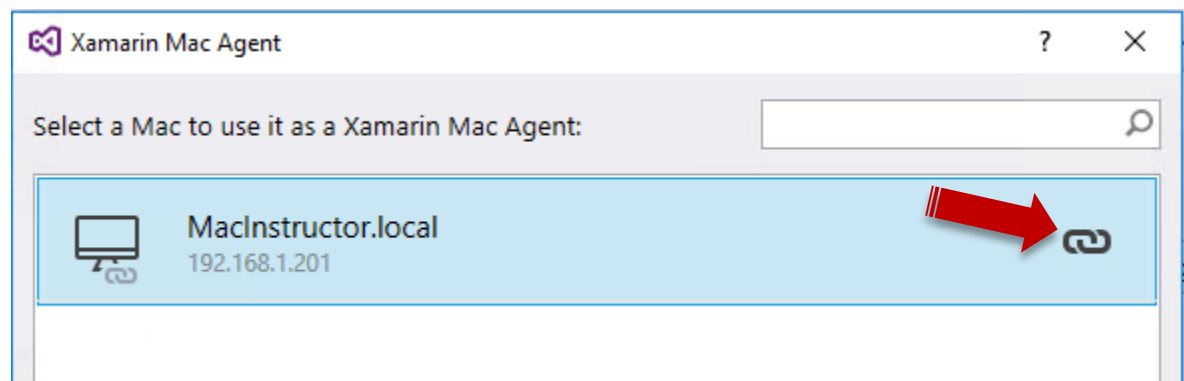 Xamarin Mac Agent
?
Select a Mac to use it as a Xamarin Mac Agent:
MacInstructor.local
192.168.1.201